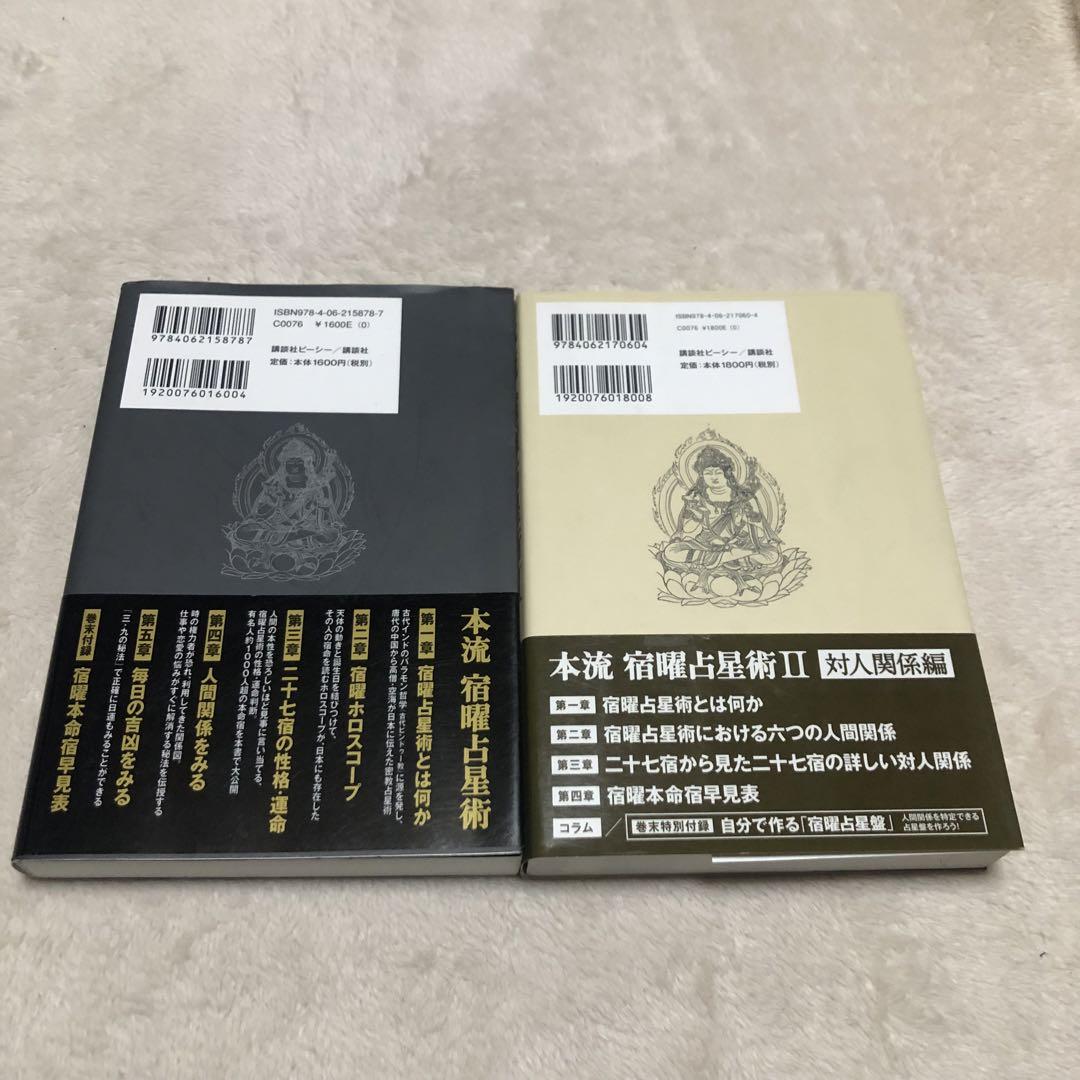 ISBN978-4-06-215878-7
C0076 ¥1600E (0)
9784062158787
講談社ビーシー/講談社
定価:本体1600円(税別)
1920076016004
本流 宿曜占星術
第一章 宿曜占星術とは何か
古代インドのバラモン哲学(古代ヒンドゥー教)に源を発し、
唐代の中国から高僧・空海が日本に伝えた密教占星術
第二章 宿曜ホロスコープ
天体の動きと誕生日を結びつけて、
その人の宿命を読むホロスコープが、日本にも存在した
第三章 二十七宿の性格・運命
人間の本性を恐ろしいほど見事に言い当てる、
宿曜占星術の性格・運命判断。
有名人約1000人超の本命宿を本書で大公開
第四章 人間関係をみる
時の権力者が恐れ、利用してきた関係図。
仕事や恋愛の悩みがすぐに解消する秘法を伝授する
第五章 毎日の吉凶をみる
「三・九の秘法」で正確に日運もみることができる
巻末付録 宿曜本命宿早見表
ISBN978-4-06-217060-4
C0076 ¥1800E (0)
9784062170604
講談社ビーシー/講談社
定価:本体1800円(税別)
1920076018008
本流 宿曜占星術II 対人関係編
第一章 宿曜占星術とは何か
第二章 宿曜占星術における六つの人間関係
第三章 二十七宿から見た二十七宿の詳しい対人関係
第四章 宿曜本命宿早見表
コラム/巻末特別付録 自分で作る「宿曜占星盤」 人間関係を特定できる
占星盤を作ろう!